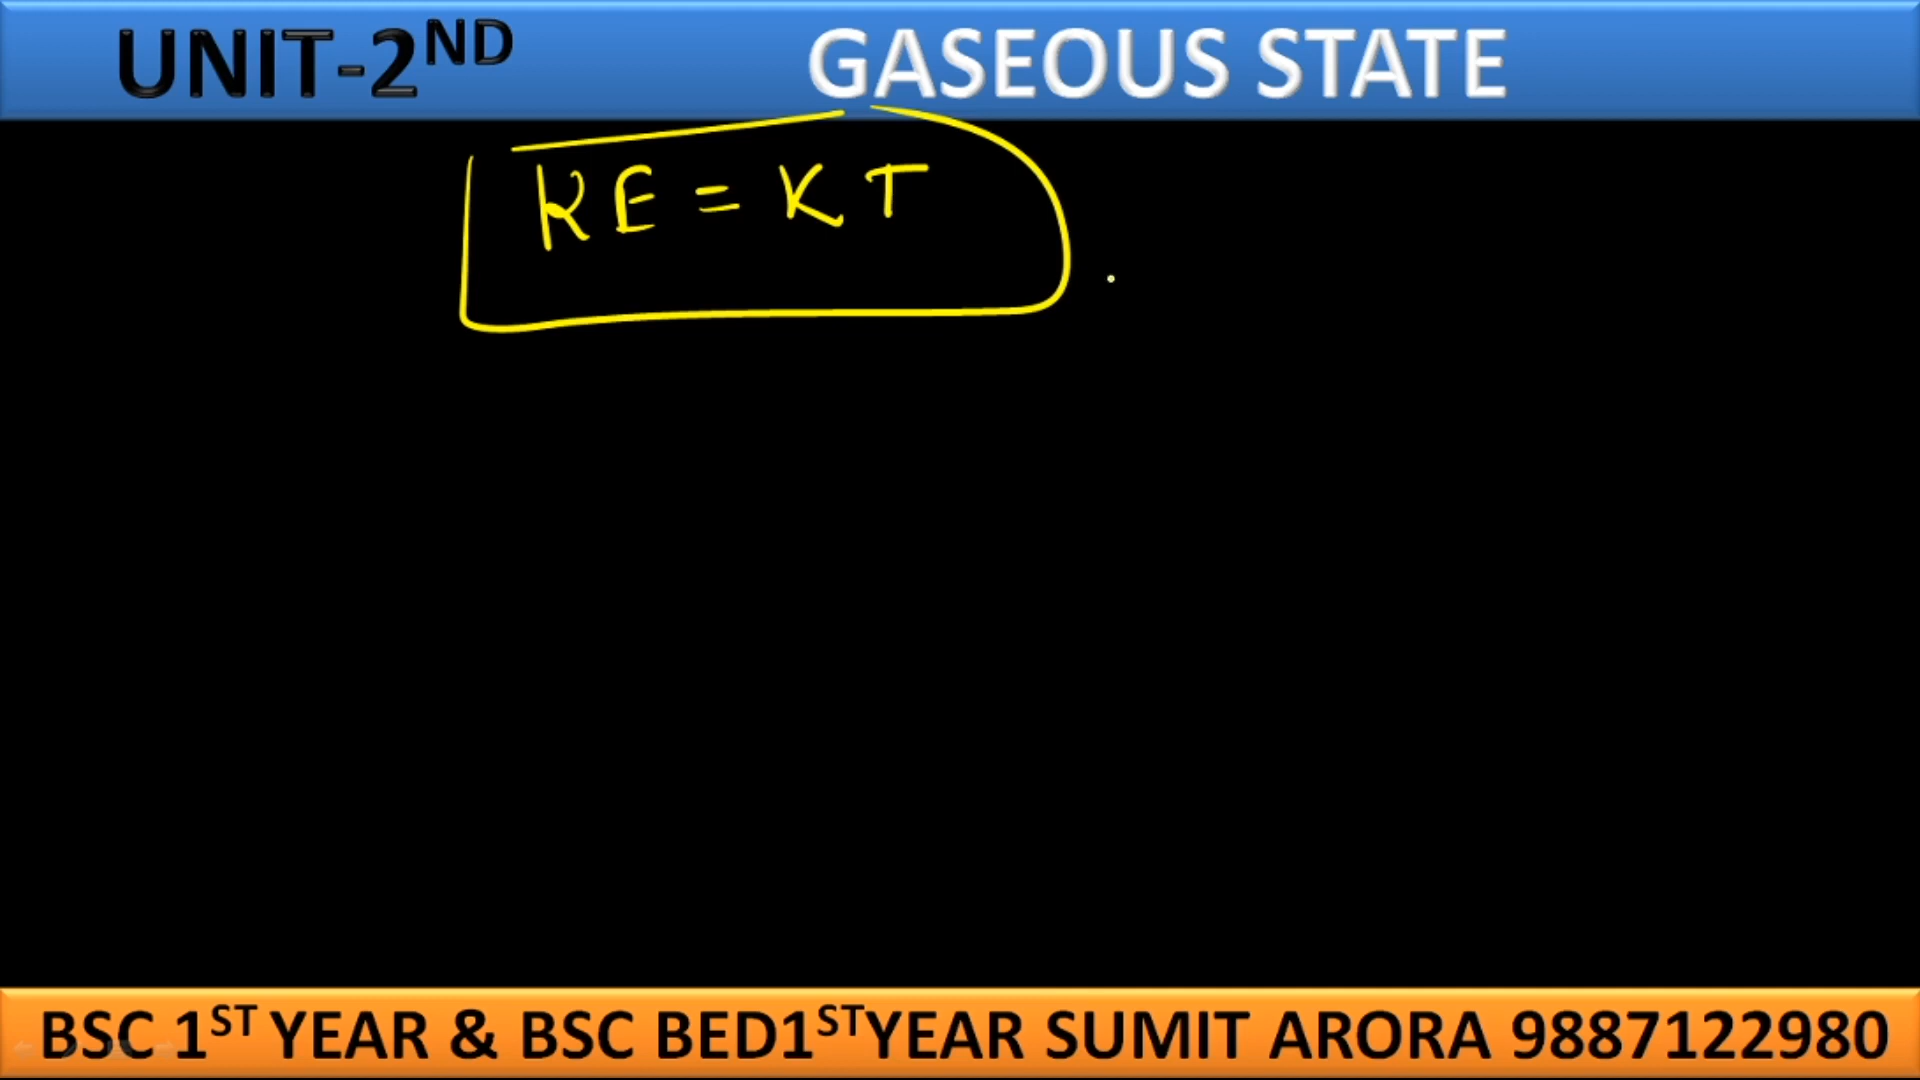 UNIT-2ND GASEOUS STATE
KE = KT
BSC 1ST YEAR & BSC BED1STYEAR SUMIT ARORA 9887122980